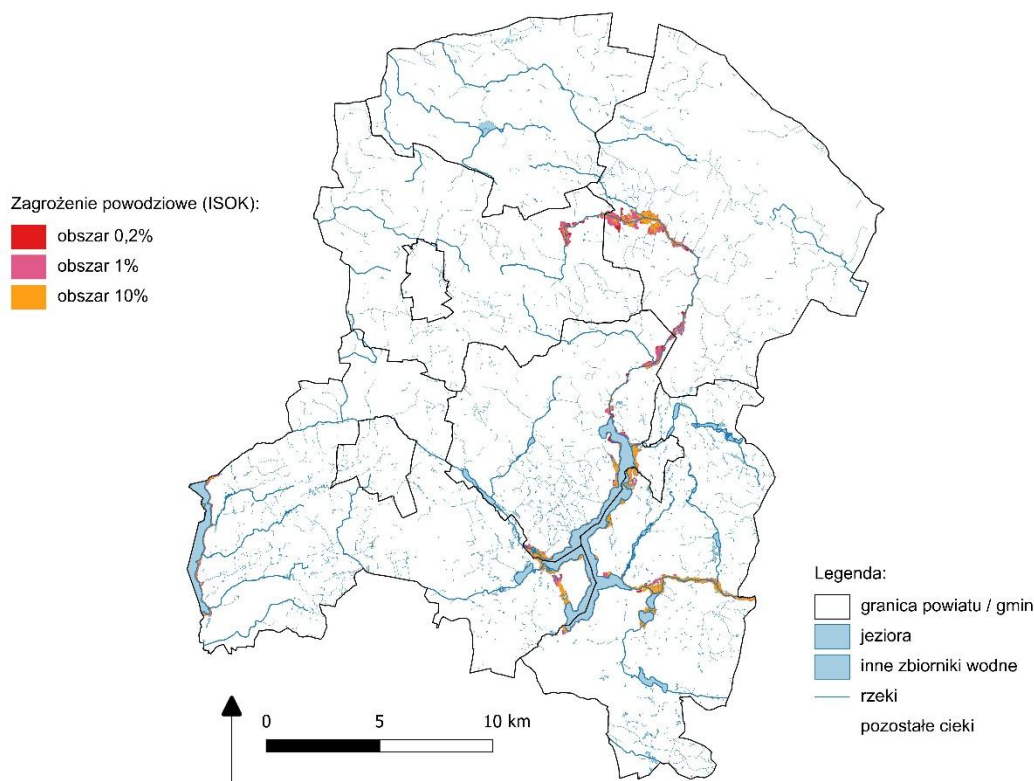 Zagrożenie powodziowe (ISOK):
obszar 0,2%
obszar 1%
obszar 10%
Legenda:
granica powiatu / gmin
jeziora
inne zbiorniki wodne
rzeki
pozostałe cieki
0 5 10 km